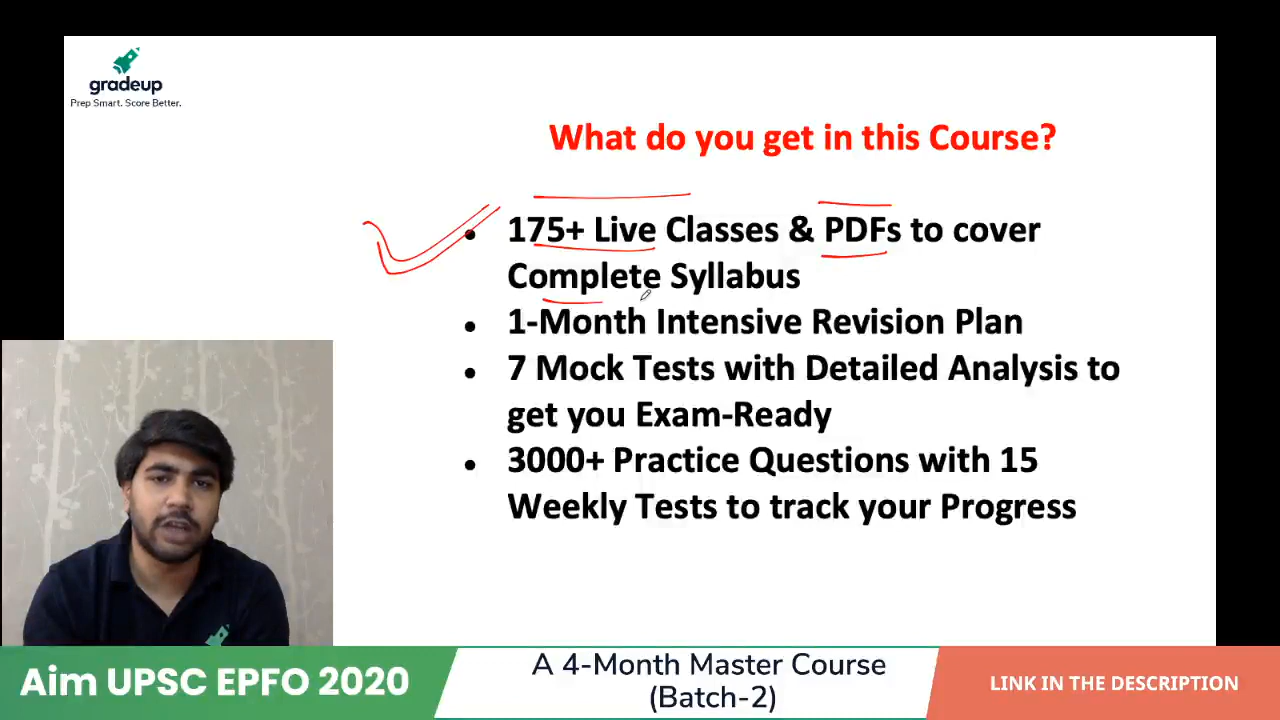 gradeup
Prep Smart. Score Better.
What do you get in this Course?
• 175+ Live Classes & PDFs to cover
Complete Syllabus
• 1-Month Intensive Revision Plan
• 7 Mock Tests with Detailed Analysis to
get you Exam-Ready
• 3000+ Practice Questions with 15
Weekly Tests to track your Progress
Aim UPSC EPFO 2020
A 4-Month Master Course
(Batch-2)
LINK IN THE DESCRIPTION